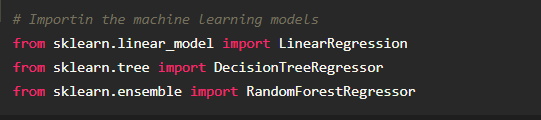 # Importin the machine learning models
from sklearn.linear_model import LinearRegression
from sklearn.tree import DecisionTreeRegressor
from sklearn.ensemble import RandomForestRegressor